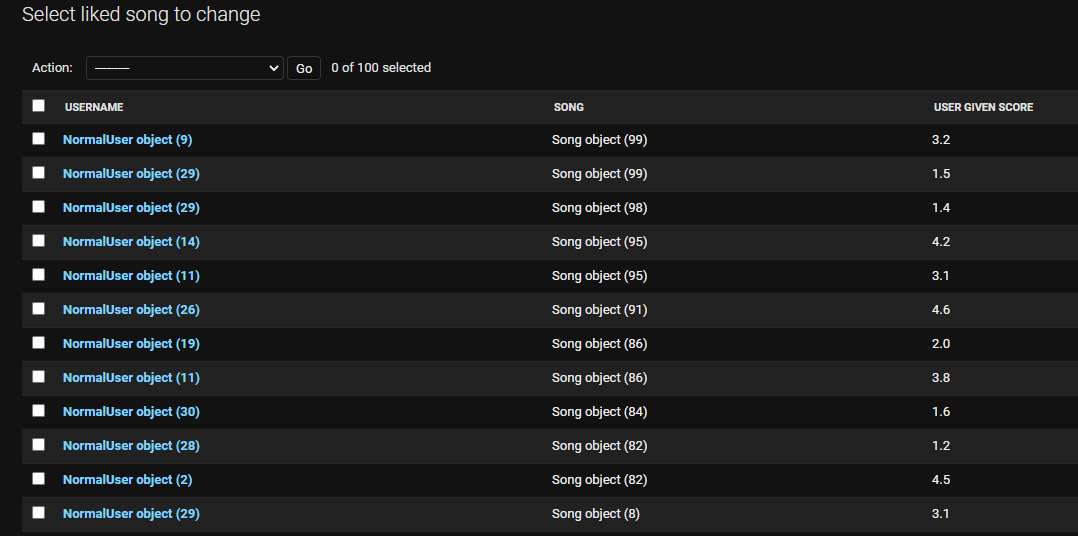 Select liked song to change
Action: --------- Go 0 of 100 selected
USERNAME SONG USER GIVEN SCORE
NormalUser object (9) Song object (99) 3.2
NormalUser object (29) Song object (99) 1.5
NormalUser object (29) Song object (98) 1.4
NormalUser object (14) Song object (95) 4.2
NormalUser object (11) Song object (95) 3.1
NormalUser object (26) Song object (91) 4.6
NormalUser object (19) Song object (86) 2.0
NormalUser object (11) Song object (86) 3.8
NormalUser object (30) Song object (84) 1.6
NormalUser object (28) Song object (82) 1.2
NormalUser object (2) Song object (82) 4.5
NormalUser object (29) Song object (8) 3.1